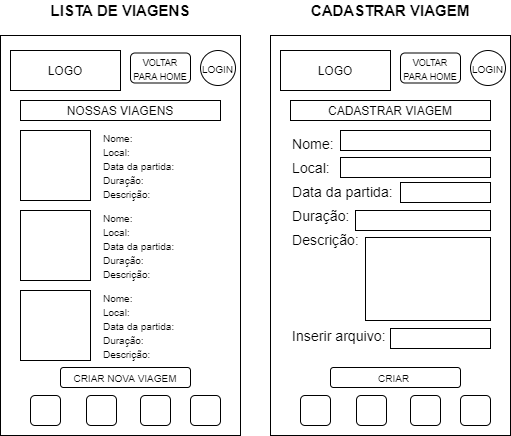 LISTA DE VIAGENS
LOGO
VOLTAR
PARA HOME
LOGIN
NOSSAS VIAGENS
Nome:
Local:
Data da partida:
Duração:
Descrição:
Nome:
Local:
Data da partida:
Duração:
Descrição:
Nome:
Local:
Data da partida:
Duração:
Descrição:
CRIAR NOVA VIAGEM
CADASTRAR VIAGEM
LOGO
VOLTAR
PARA HOME
LOGIN
CADASTRAR VIAGEM
Nome:
Local:
Data da partida:
Duração:
Descrição:
Inserir arquivo:
CRIAR